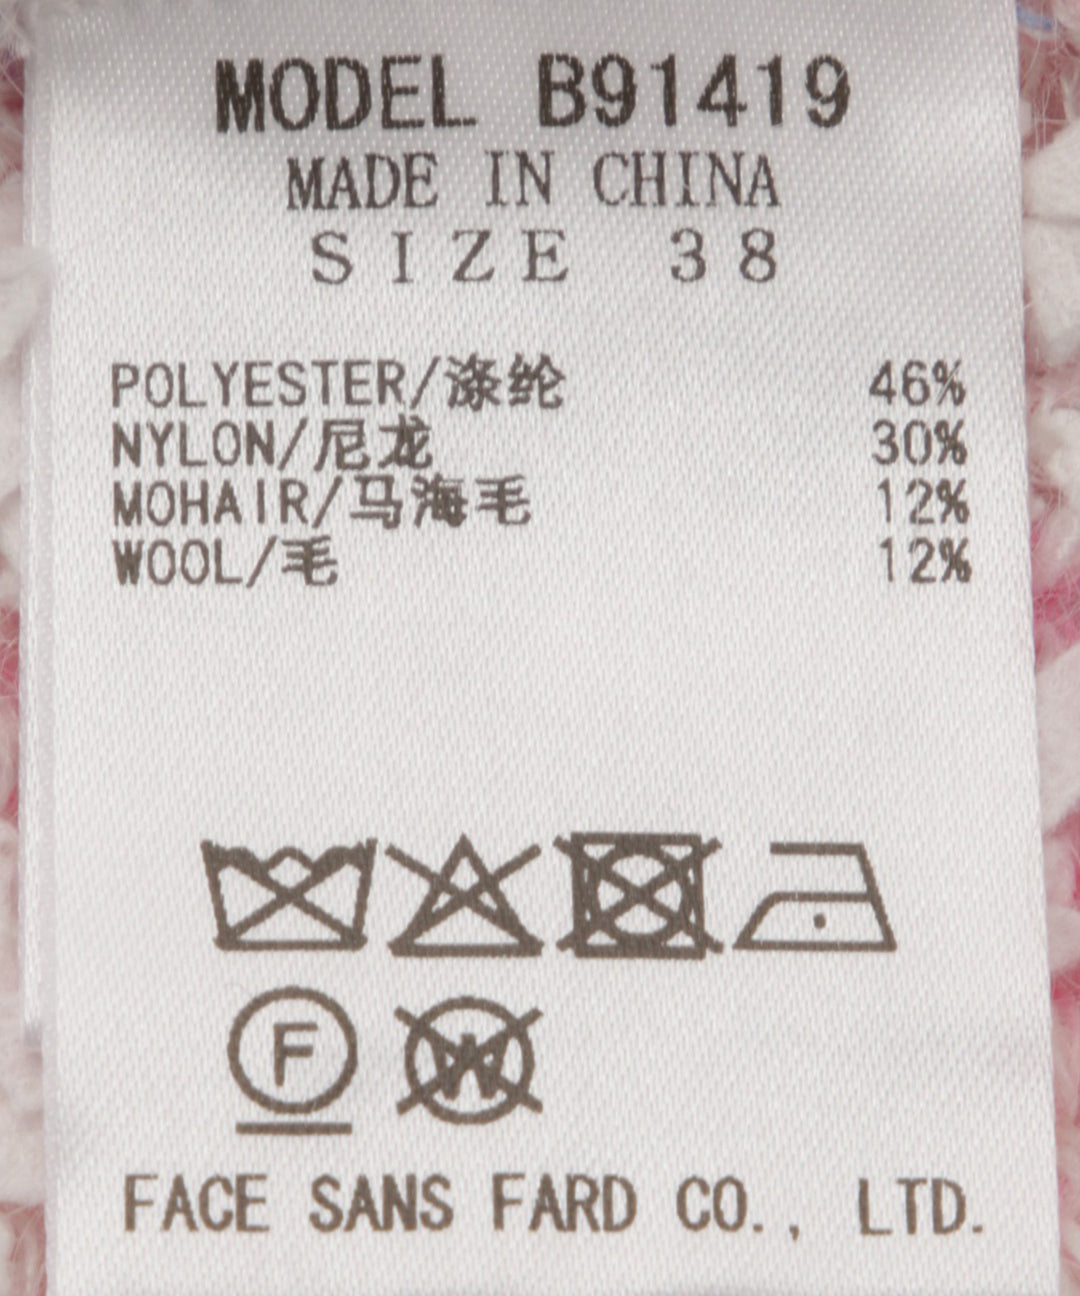 MODEL B91419
MADE IN CHINA
SIZE 38
POLYESTER/涤纶 46%
NYLON/尼龙 30%
MOHAIR/马海毛 12%
WOOL/毛 12%
F W
FACE SANS FARD CO., LTD.